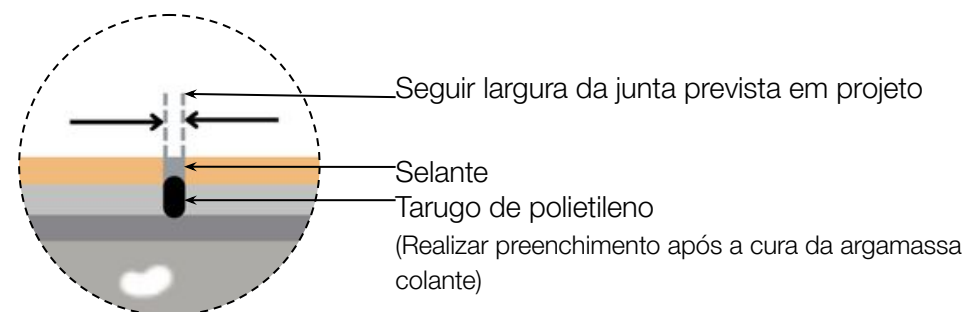 Seguir largura da junta prevista em projeto
Selante
Tarugo de polietileno
(Realizar preenchimento após a cura da argamassa
colante)